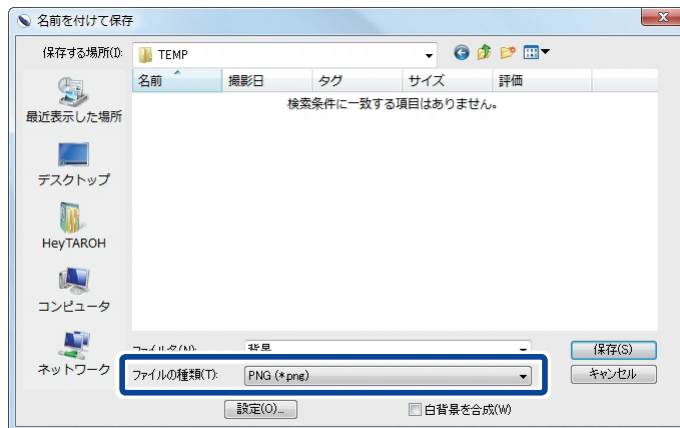 名前を付けて保存
保存する場所(I):
TEMP
名前 撮影日 タグ サイズ 評価
検索条件に一致する項目はありません。
最近表示した場所
デスクトップ
HeyTAROH
コンピュータ
ネットワーク
ファイル名(N): 背景
保存(S)
ファイルの種類(T): PNG (*.png)
キャンセル
設定(O)...
白背景を合成(W)